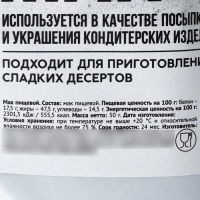 ИСПОЛЬЗУЕТСЯ В КАЧЕСТВЕ ПОСЫПК
И УКРАШЕНИЯ КОНДИТЕРСКИХ ИЗДЕ
ПОДХОДИТ ДЛЯ ПРИГОТОВЛЕНИ
СЛАДКИХ ДЕСЕРТОВ
Мак пищевой. Состав: мак пищевой. Пищевая ценность на 100 г: белки -
17,5 г, жиры - 47,5 г, углеводы - 14,5 г. Энергетическая ценность на 100 г:
2301,5 кДж / 555,5 ккал. Масса нетто: 50 г. Дата изготовления:
Условия хранения: при температуре не выше +20 °С и относительной
влажности воздуха не более 75 %. Срок годности: 24 мес.